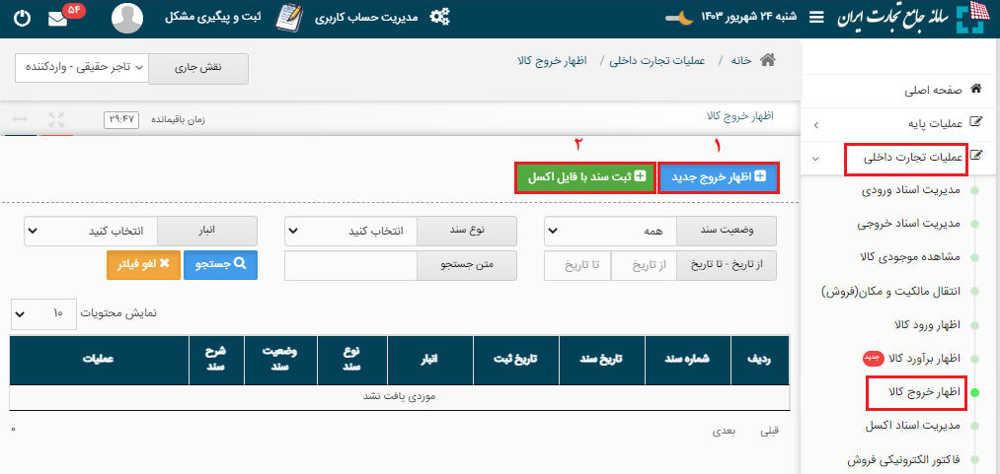 سامانه جامع تجارت ایران
شنبه ۲۴ شهریور ۱۴۰۳
مدیریت حساب کاربری
ثبت و پیگیری مشکل
۵۴
صفحه اصلی
عملیات پایه
عملیات تجارت داخلی
مدیریت اسناد ورودی
مدیریت اسناد خروجی
مشاهده موجودی کالا
انتقال مالکیت و مکان(فروش)
اظهار ورود کالا
اظهار برآورد کالا جدید
اظهار خروج کالا
مدیریت اسناد اکسل
فاکتور الکترونیکی فروش
خانه / عملیات تجارت داخلی / اظهار خروج کالا
نقش جاری
تاجر حقیقی - واردکننده
اظهار خروج کالا
زمان باقیمانده
۲۹:۴۷
۱
۲
اظهار خروج جدید
ثبت سند با فایل اکسل
وضعیت سند
همه
نوع سند
انتخاب کنید
انبار
انتخاب کنید
از تاریخ - تا تاریخ
از تاریخ
تا تاریخ
متن جستجو
جستجو
لغو فیلتر
نمایش محتویات
۱۰
ردیف
شماره سند
تاریخ سند
تاریخ ثبت
انبار
نوع سند
وضعیت سند
شرح سند
عملیات
موردی یافت نشد
قبلی
بعدی
۰